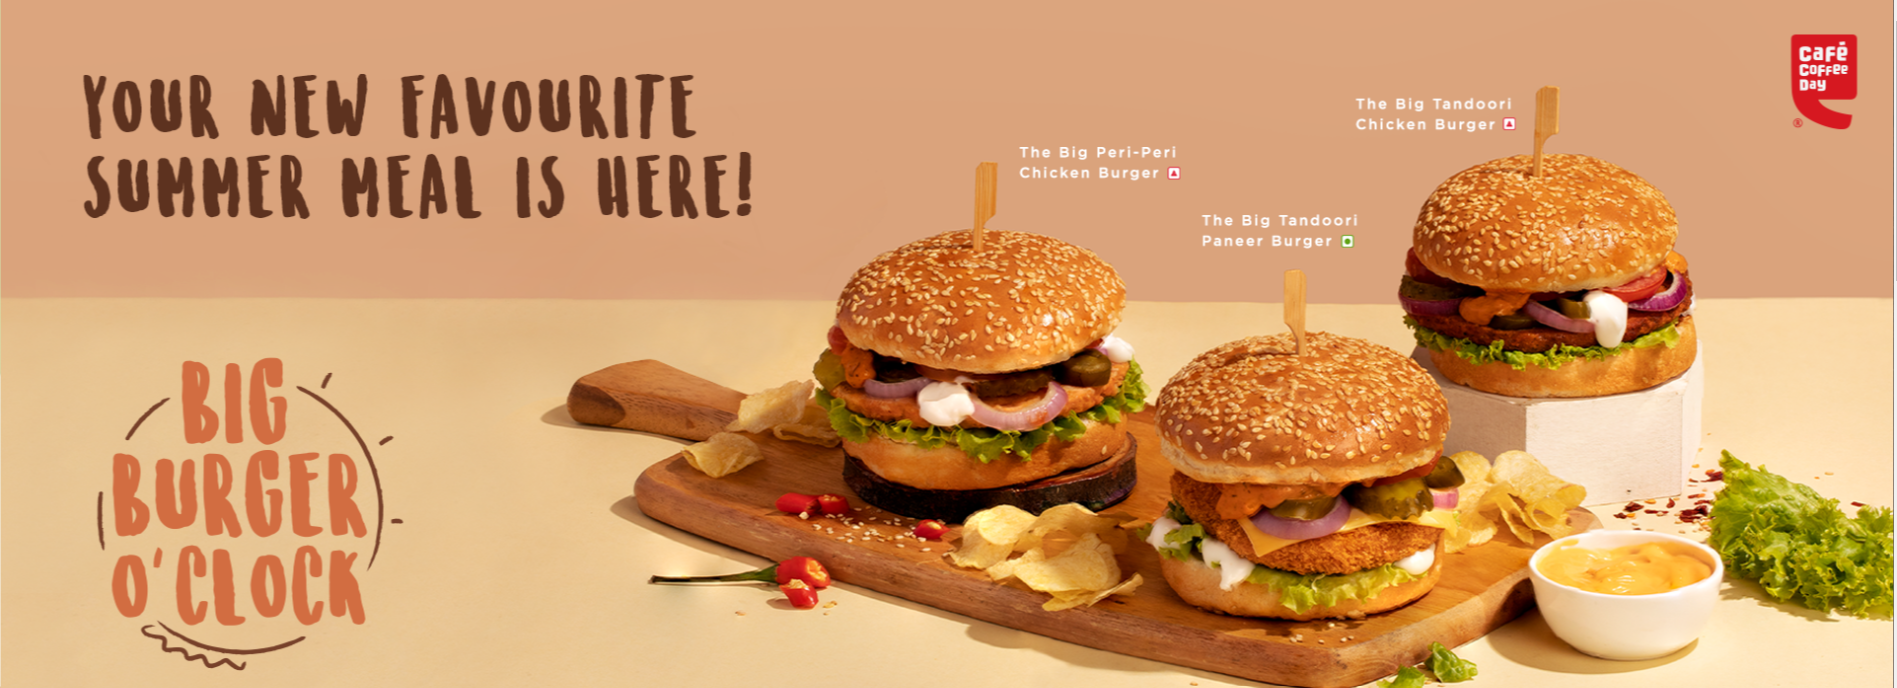 YOUR NEW FAVOURITE
SUMMER MEAL IS HERE!
BIG
BURGER
O'CLOCK
The Big Peri-Peri
Chicken Burger
The Big Tandoori
Paneer Burger
The Big Tandoori
Chicken Burger
Café
Coffee
Day
®